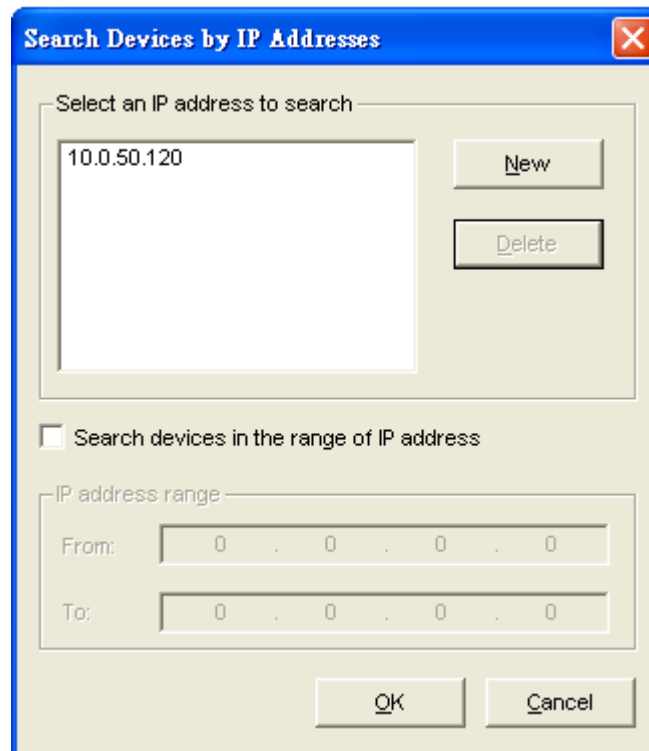 Search Devices by IP Addresses
Select an IP address to search
10.0.50.120
New
Delete
Search devices in the range of IP address
IP address range
From: 0 . 0 . 0 . 0
To: 0 . 0 . 0 . 0
OK Cancel